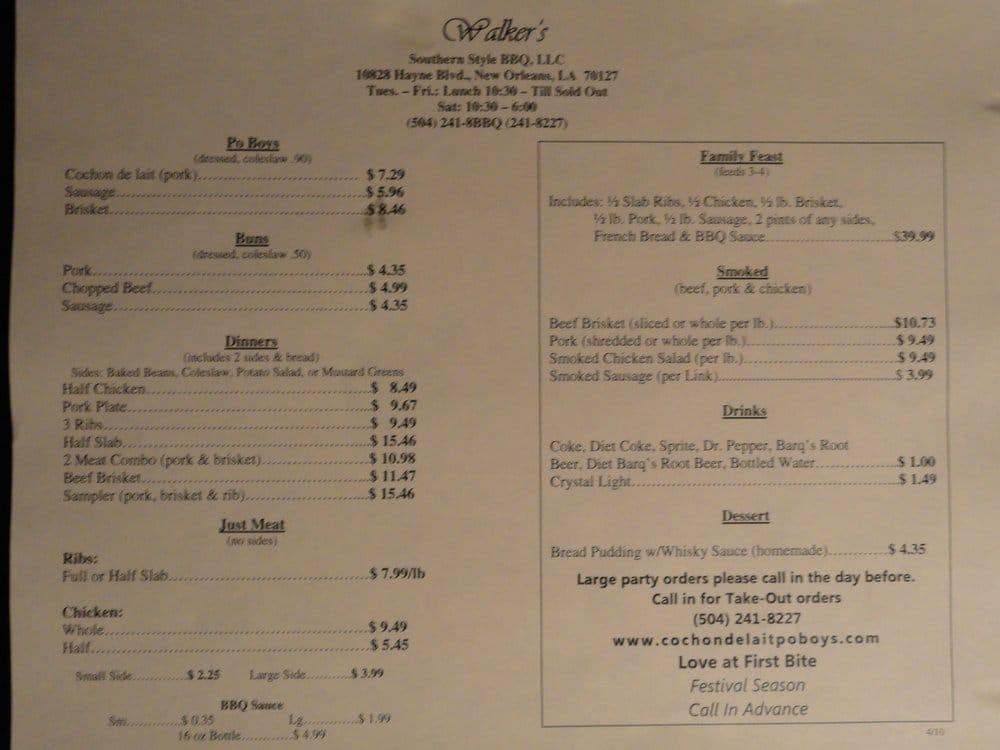 Walker's
Southern Style BBQ, LLC
10828 Hayne Blvd., New Orleans, LA 70127
Tues. – Fri.: Lunch 10:30 – Till Sold Out
Sat: 10:30 – 6:00
(504) 241-8BBQ (241-8227)
Po Boys
(dressed, coleslaw .90)
Cochon de lait (pork)........ $ 7.29
Sausage........ $ 5.96
Brisket........ $ 8.46
Buns
(dressed, coleslaw .50)
Pork........ $ 4.35
Chopped Beef........ $ 4.99
Sausage........ $ 4.35
Dinners
(includes 2 sides & bread)
Sides: Baked Beans, Coleslaw, Potato Salad, or Mustard Greens
Half Chicken........ $ 8.49
Pork Plate........ $ 9.67
3 Ribs........ $ 9.49
Half Slab........ $ 15.46
2 Meat Combo (pork & brisket)........ $ 10.98
Beef Brisket........ $ 11.47
Sampler (pork, brisket & rib)........ $ 15.46
Just Meat
(no sides)
Ribs:
Full or Half Slab........ $ 7.99/lb
Chicken:
Whole........ $ 9.49
Half........ $ 5.45
Small Side........ $ 2.25 Large Side........ $ 3.99
BBQ Sauce
Sm........ $ 0.35 Lg........ $ 1.99
16 oz Bottle........ $ 4.99
Family Feast
(feeds 3-4)
Includes: ½ Slab Ribs, ½ Chicken, ½ lb. Brisket,
½ lb. Pork, ½ lb. Sausage, 2 pints of any sides,
French Bread & BBQ Sauce........ $39.99
Smoked
(beef, pork & chicken)
Beef Brisket (sliced or whole per lb.)........ $10.73
Pork (shredded or whole per lb.)........ $ 9.49
Smoked Chicken Salad (per lb.)........ $ 9.49
Smoked Sausage (per Link)........ $ 3.99
Drinks
Coke, Diet Coke, Sprite, Dr. Pepper, Barq's Root
Beer, Diet Barq's Root Beer, Bottled Water........ $ 1.00
Crystal Light........ $ 1.49
Dessert
Bread Pudding w/Whisky Sauce (homemade)........ $ 4.35
Large party orders please call in the day before.
Call in for Take-Out orders
(504) 241-8227
www.cochondelaitpoboys.com
Love at First Bite
Festival Season
Call In Advance
4/10